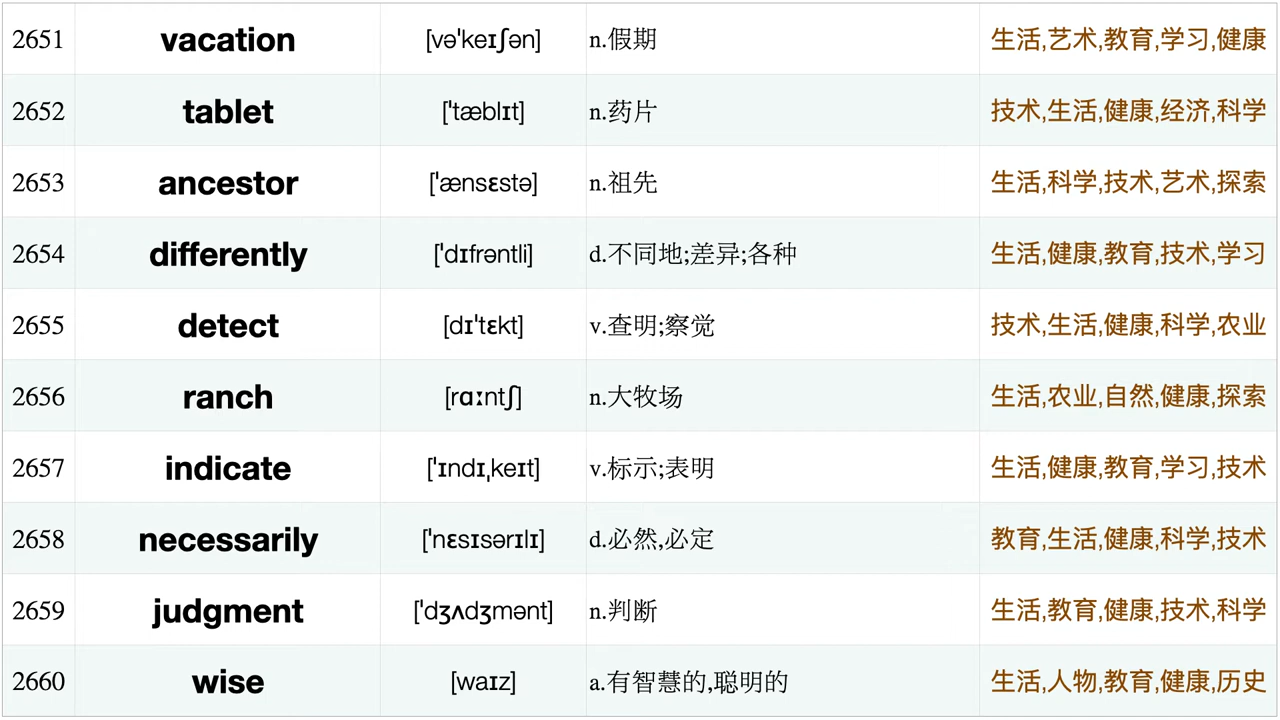 2651 vacation [vəˈkeɪʃən] n.假期 生活,艺术,教育,学习,健康
2652 tablet [ˈtæblɪt] n.药片 技术,生活,健康,经济,科学
2653 ancestor [ˈænsɛstə] n.祖先 生活,科学,技术,艺术,探索
2654 differently [ˈdɪfrəntli] d.不同地;差异;各种 生活,健康,教育,技术,学习
2655 detect [dɪˈtɛkt] v.查明;察觉 技术,生活,健康,科学,农业
2656 ranch [rɑːntʃ] n.大牧场 生活,农业,自然,健康,探索
2657 indicate [ˈɪndɪˌkeɪt] v.标示;表明 生活,健康,教育,学习,技术
2658 necessarily [ˈnɛsɪsərɪlɪ] d.必然,必定 教育,生活,健康,科学,技术
2659 judgment [ˈdʒʌdʒmənt] n.判断 生活,教育,健康,技术,科学
2660 wise [waɪz] a.有智慧的,聪明的 生活,人物,教育,健康,历史